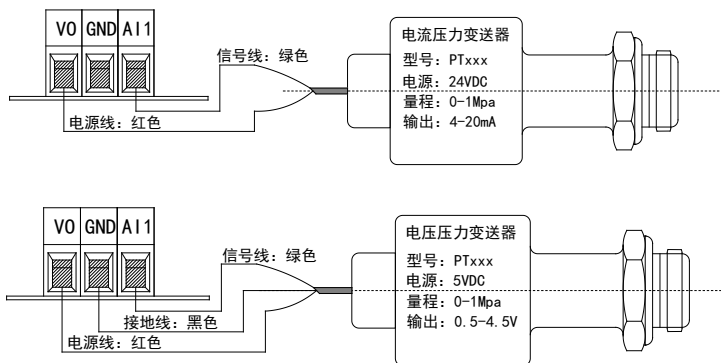 VO GND AI1
信号线：绿色
电源线：红色
电流压力变送器
型号：PTxxx
电源：24VDC
量程：0-1Mpa
输出：4-20mA
VO GND AI1
信号线：绿色
接地线：黑色
电源线：红色
电压压力变送器
型号：PTxxx
电源：5VDC
量程：0-1Mpa
输出：0.5-4.5V